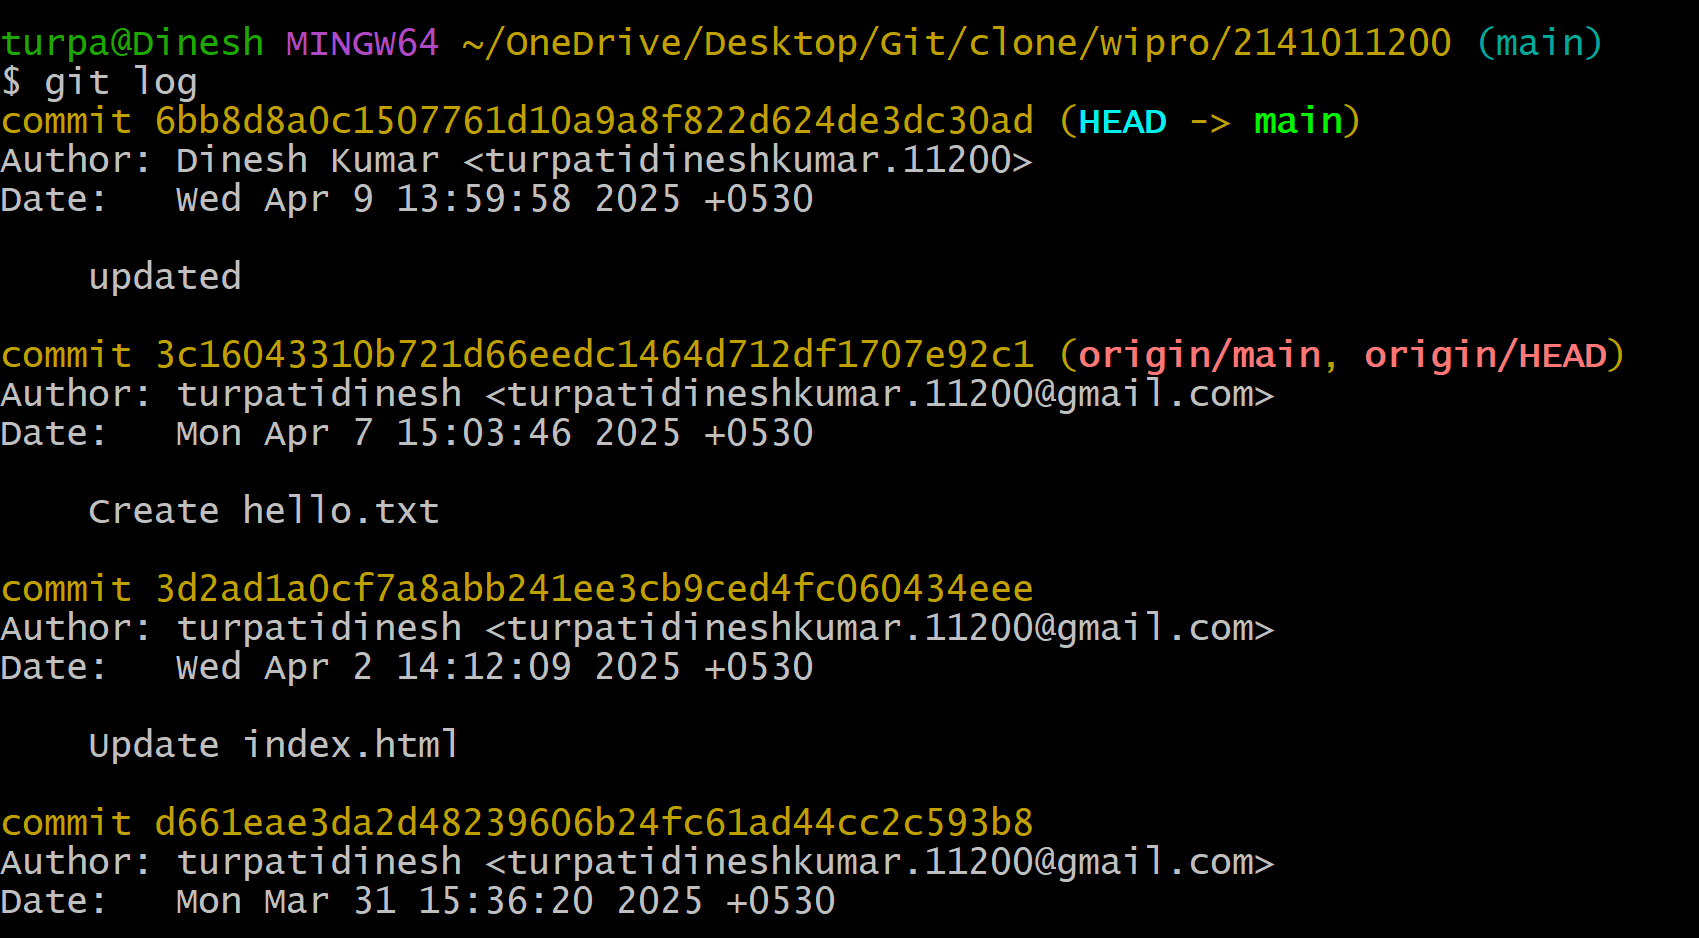 turpa@Dinesh MINGW64 ~/OneDrive/Desktop/Git/clone/wipro/2141011200 (main)
$ git log
commit 6bb8d8a0c1507761d10a9a8f822d624de3dc30ad (HEAD -> main)
Author: Dinesh Kumar <turpatidineshkumar.11200>
Date:   Wed Apr 9 13:59:58 2025 +0530
    updated
commit 3c16043310b721d66eedc1464d712df1707e92c1 (origin/main, origin/HEAD)
Author: turpatidinesh <turpatidineshkumar.11200@gmail.com>
Date:   Mon Apr 7 15:03:46 2025 +0530
    Create hello.txt
commit 3d2ad1a0cf7a8abb241ee3cb9ced4fc060434eee
Author: turpatidinesh <turpatidineshkumar.11200@gmail.com>
Date:   Wed Apr 2 14:12:09 2025 +0530
    Update index.html
commit d661eae3da2d48239606b24fc61ad44cc2c593b8
Author: turpatidinesh <turpatidineshkumar.11200@gmail.com>
Date:   Mon Mar 31 15:36:20 2025 +0530